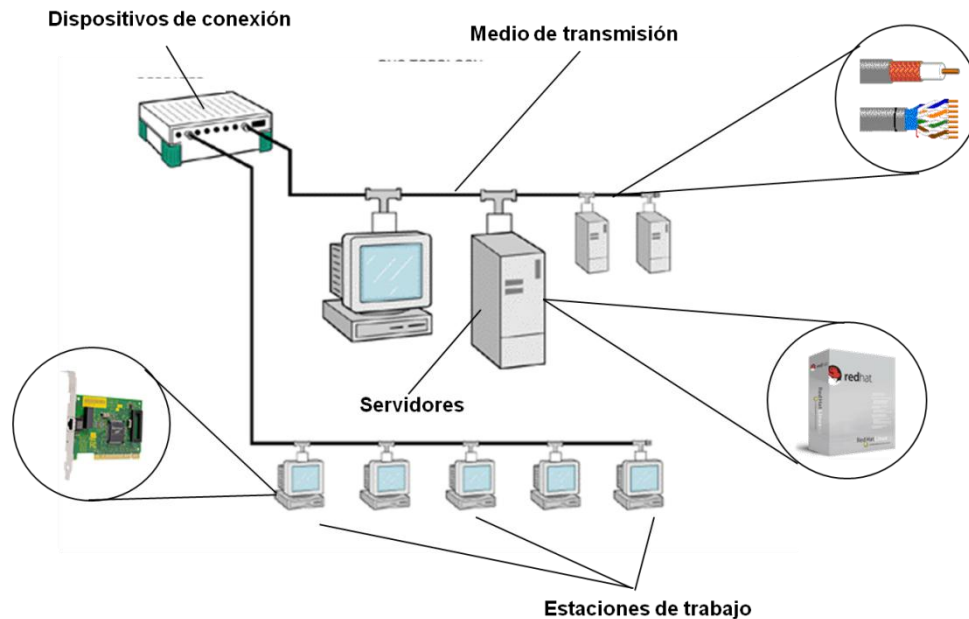 Dispositivos de conexión
Medio de transmisión
redhat
Servidores
Estaciones de trabajo